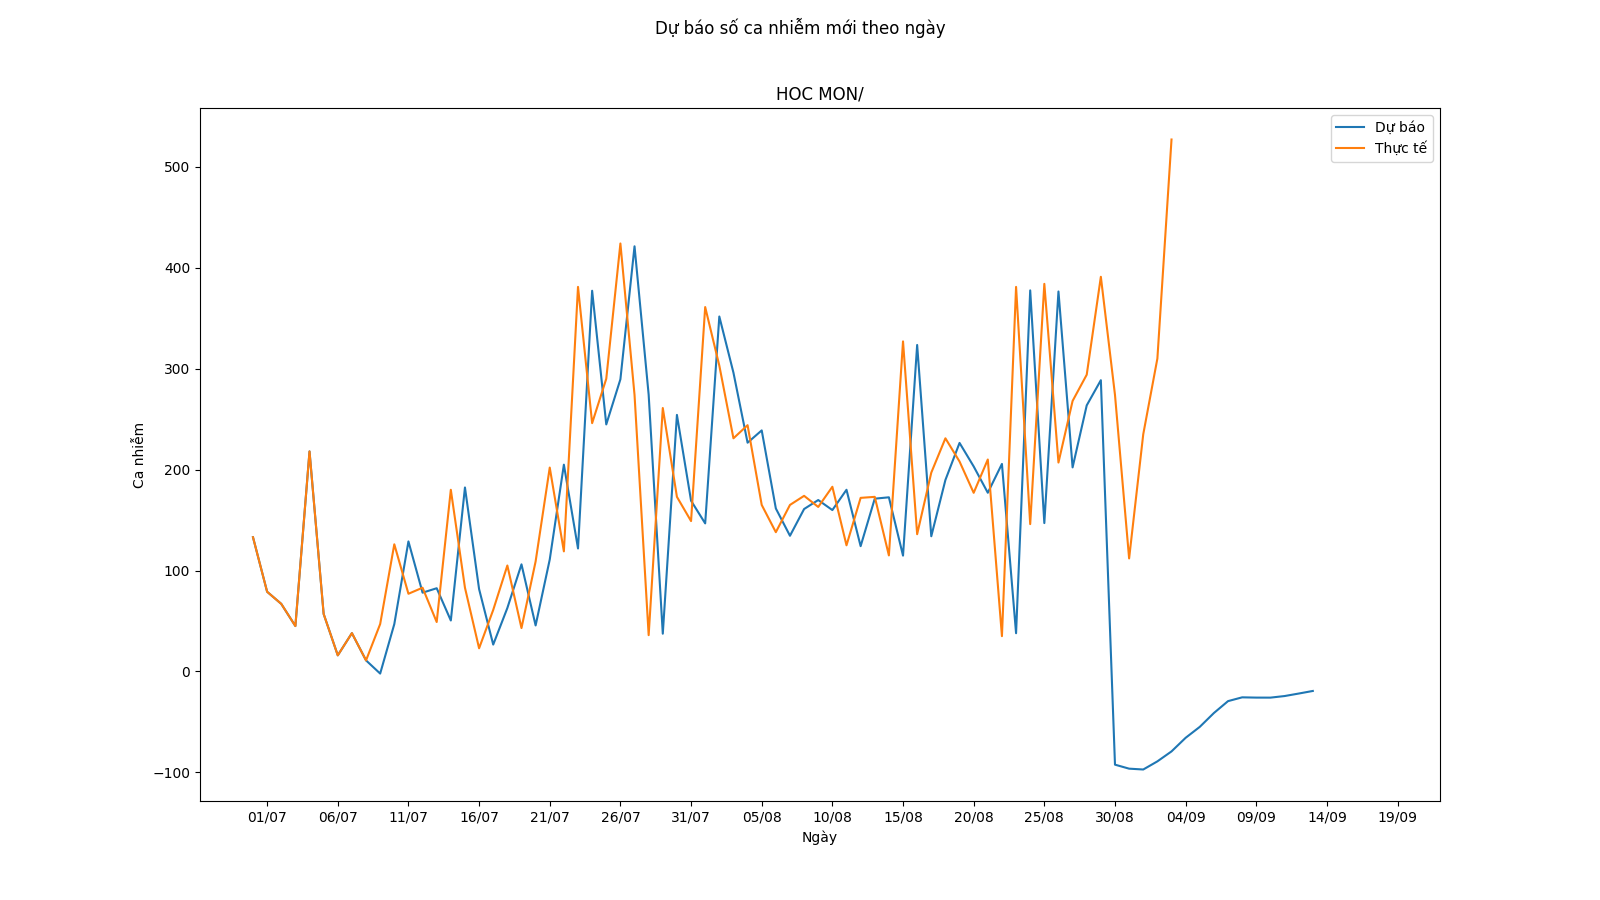 Dự báo số ca nhiễm mới theo ngày
HOC MON/
Dự báo
Thực tế
500
400
300
200
100
0
−100
Ca nhiễm
01/07 06/07 11/07 16/07 21/07 26/07 31/07 05/08 10/08 15/08 20/08 25/08 30/08 04/09 09/09 14/09 19/09
Ngày